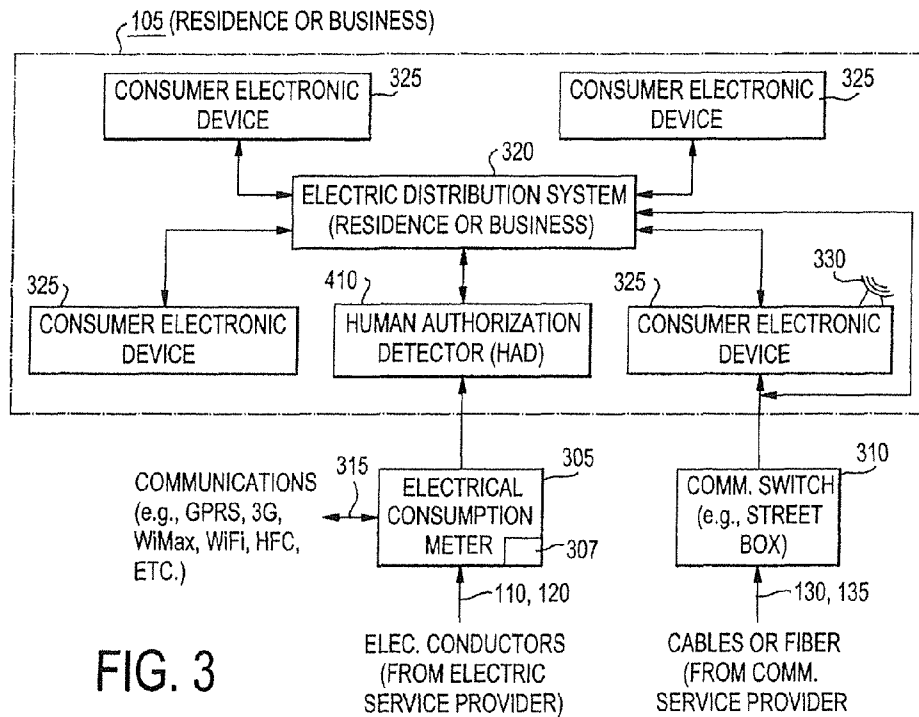 105 (RESIDENCE OR BUSINESS)
CONSUMER ELECTRONIC
DEVICE
325
CONSUMER ELECTRONIC
DEVICE
325
320
ELECTRIC DISTRIBUTION SYSTEM
(RESIDENCE OR BUSINESS)
325
CONSUMER ELECTRONIC
DEVICE
410
HUMAN AUTHORIZATION
DETECTOR (HAD)
325
330
CONSUMER ELECTRONIC
DEVICE
COMMUNICATIONS
(e.g., GPRS, 3G,
WiMax, WiFi, HFC,
ETC.)
315
305
ELECTRICAL
CONSUMPTION
METER
307
310
COMM. SWITCH
(e.g., STREET
BOX)
110, 120
130, 135
ELEC. CONDUCTORS
(FROM ELECTRIC
SERVICE PROVIDER)
CABLES OR FIBER
(FROM COMM.
SERVICE PROVIDER
FIG. 3